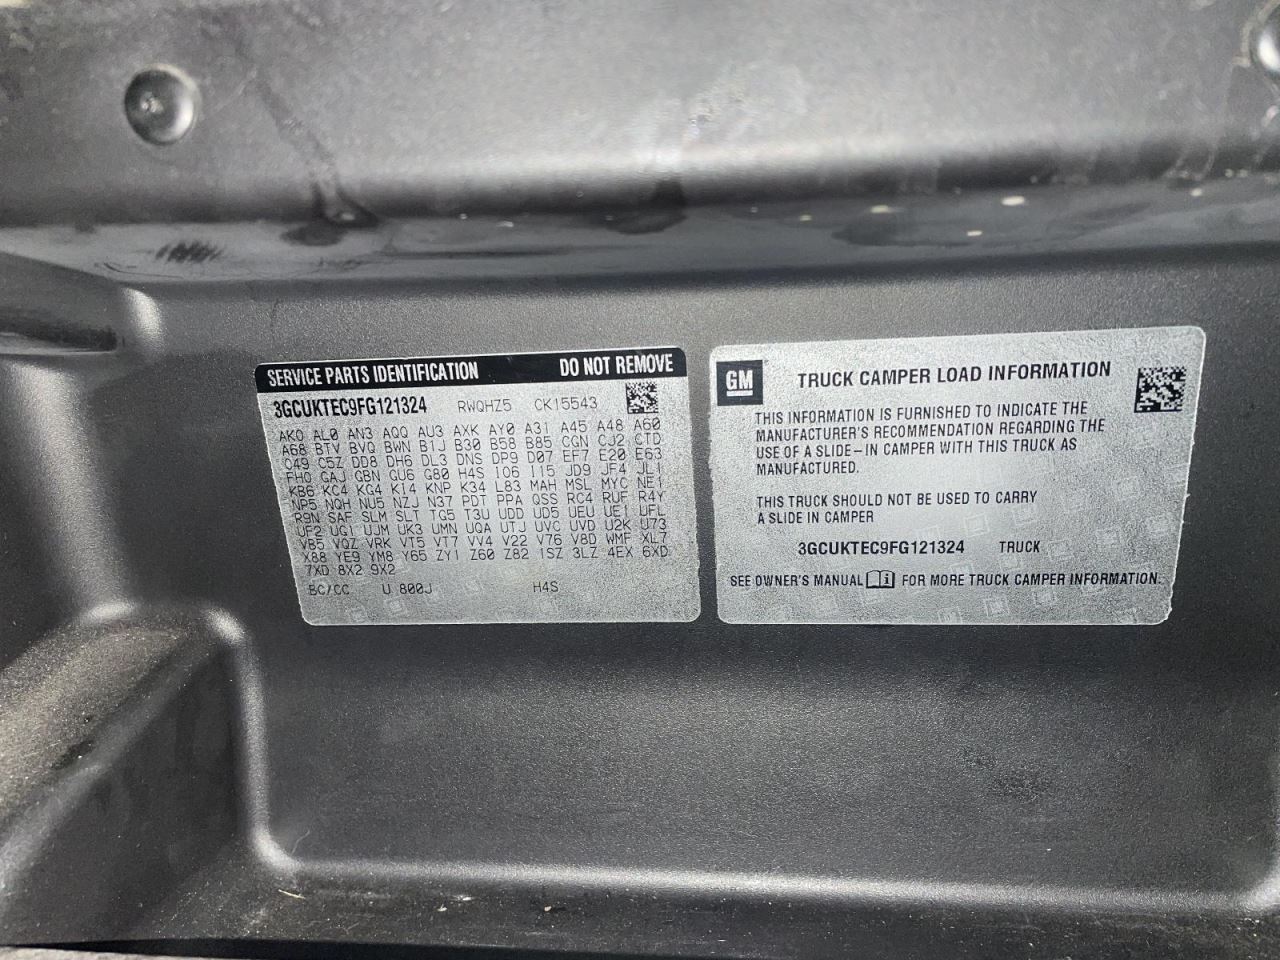 SERVICE PARTS IDENTIFICATION DO NOT REMOVE
3GCUKTEC9FG121324 RWQHZ5 CK15543
AKO AL0 AN3 AQQ AU3 AXK AY0 A31 A45 A48 A60
A68 BTV BVQ BWN B1J B30 B58 B85 CGN CJ2 CTD
C49 C5Z DD8 DH6 DL3 DNS DP9 D07 EF7 E20 E63
FHO GAJ GBN GU6 G80 H4S IO6 I15 JD9 JF4 JL1
KB6 KC4 KG4 K14 KNP K34 L83 MAH MSL MYC NE1
NP5 NQH NU5 NZJ N37 PDT PPA QSS RC4 RUF R4Y
R9N SAF SLM SLT TG5 T3U UDD UD5 UEU UE1 UFL
UF2 UG1 UJM UK3 UMN UQA UTJ UVC UVD U2K U73
VB5 VQZ VRK VT5 VT7 VV4 V22 V76 V8D WMF XL7
X88 YE9 YM8 Y65 ZY1 Z60 Z82 1SZ 3LZ 4EX 6XD
7XD 8X2 9X2
BC/CC U 800J H4S
GM TRUCK CAMPER LOAD INFORMATION
THIS INFORMATION IS FURNISHED TO INDICATE THE
MANUFACTURER'S RECOMMENDATION REGARDING THE
USE OF A SLIDE-IN CAMPER WITH THIS TRUCK AS
MANUFACTURED.
THIS TRUCK SHOULD NOT BE USED TO CARRY
A SLIDE IN CAMPER
3GCUKTEC9FG121324 TRUCK
SEE OWNER'S MANUAL FOR MORE TRUCK CAMPER INFORMATION.